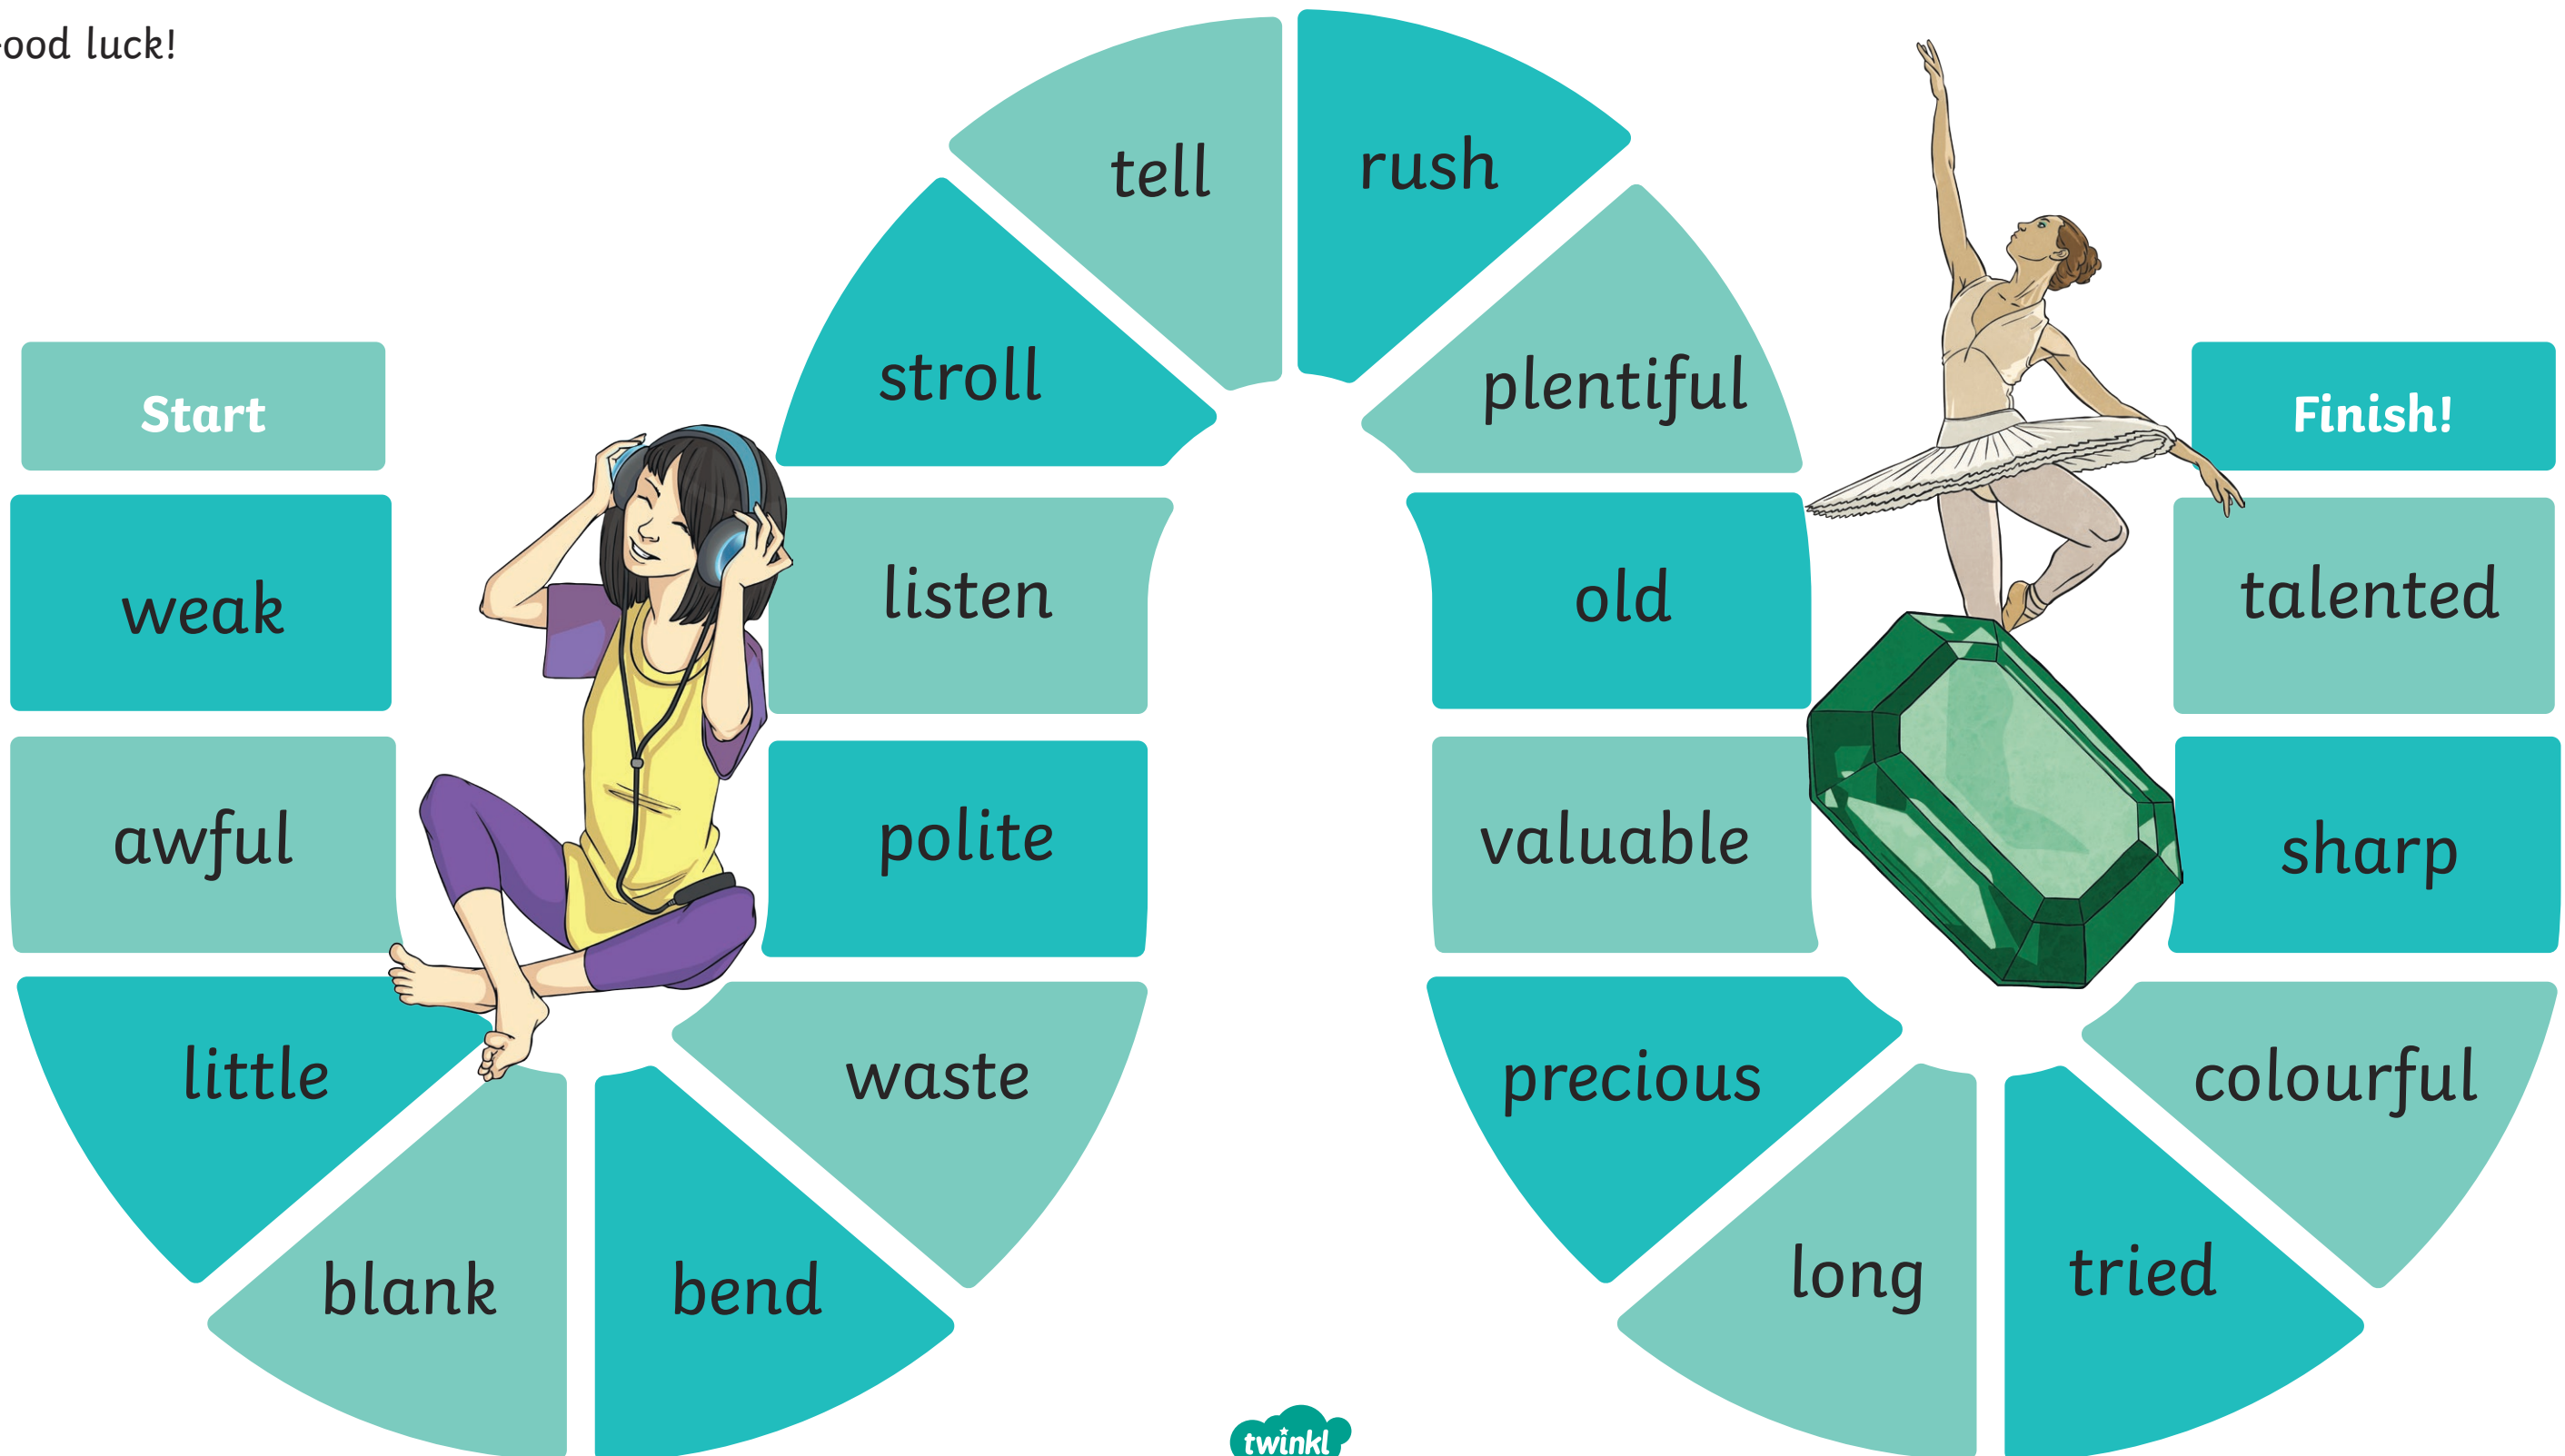 ood luck!
Start
weak
awful
little
blank
bend
waste
polite
listen
stroll
tell
rush
plentiful
old
valuable
precious
long
tried
colourful
sharp
talented
Finish!
twinkl